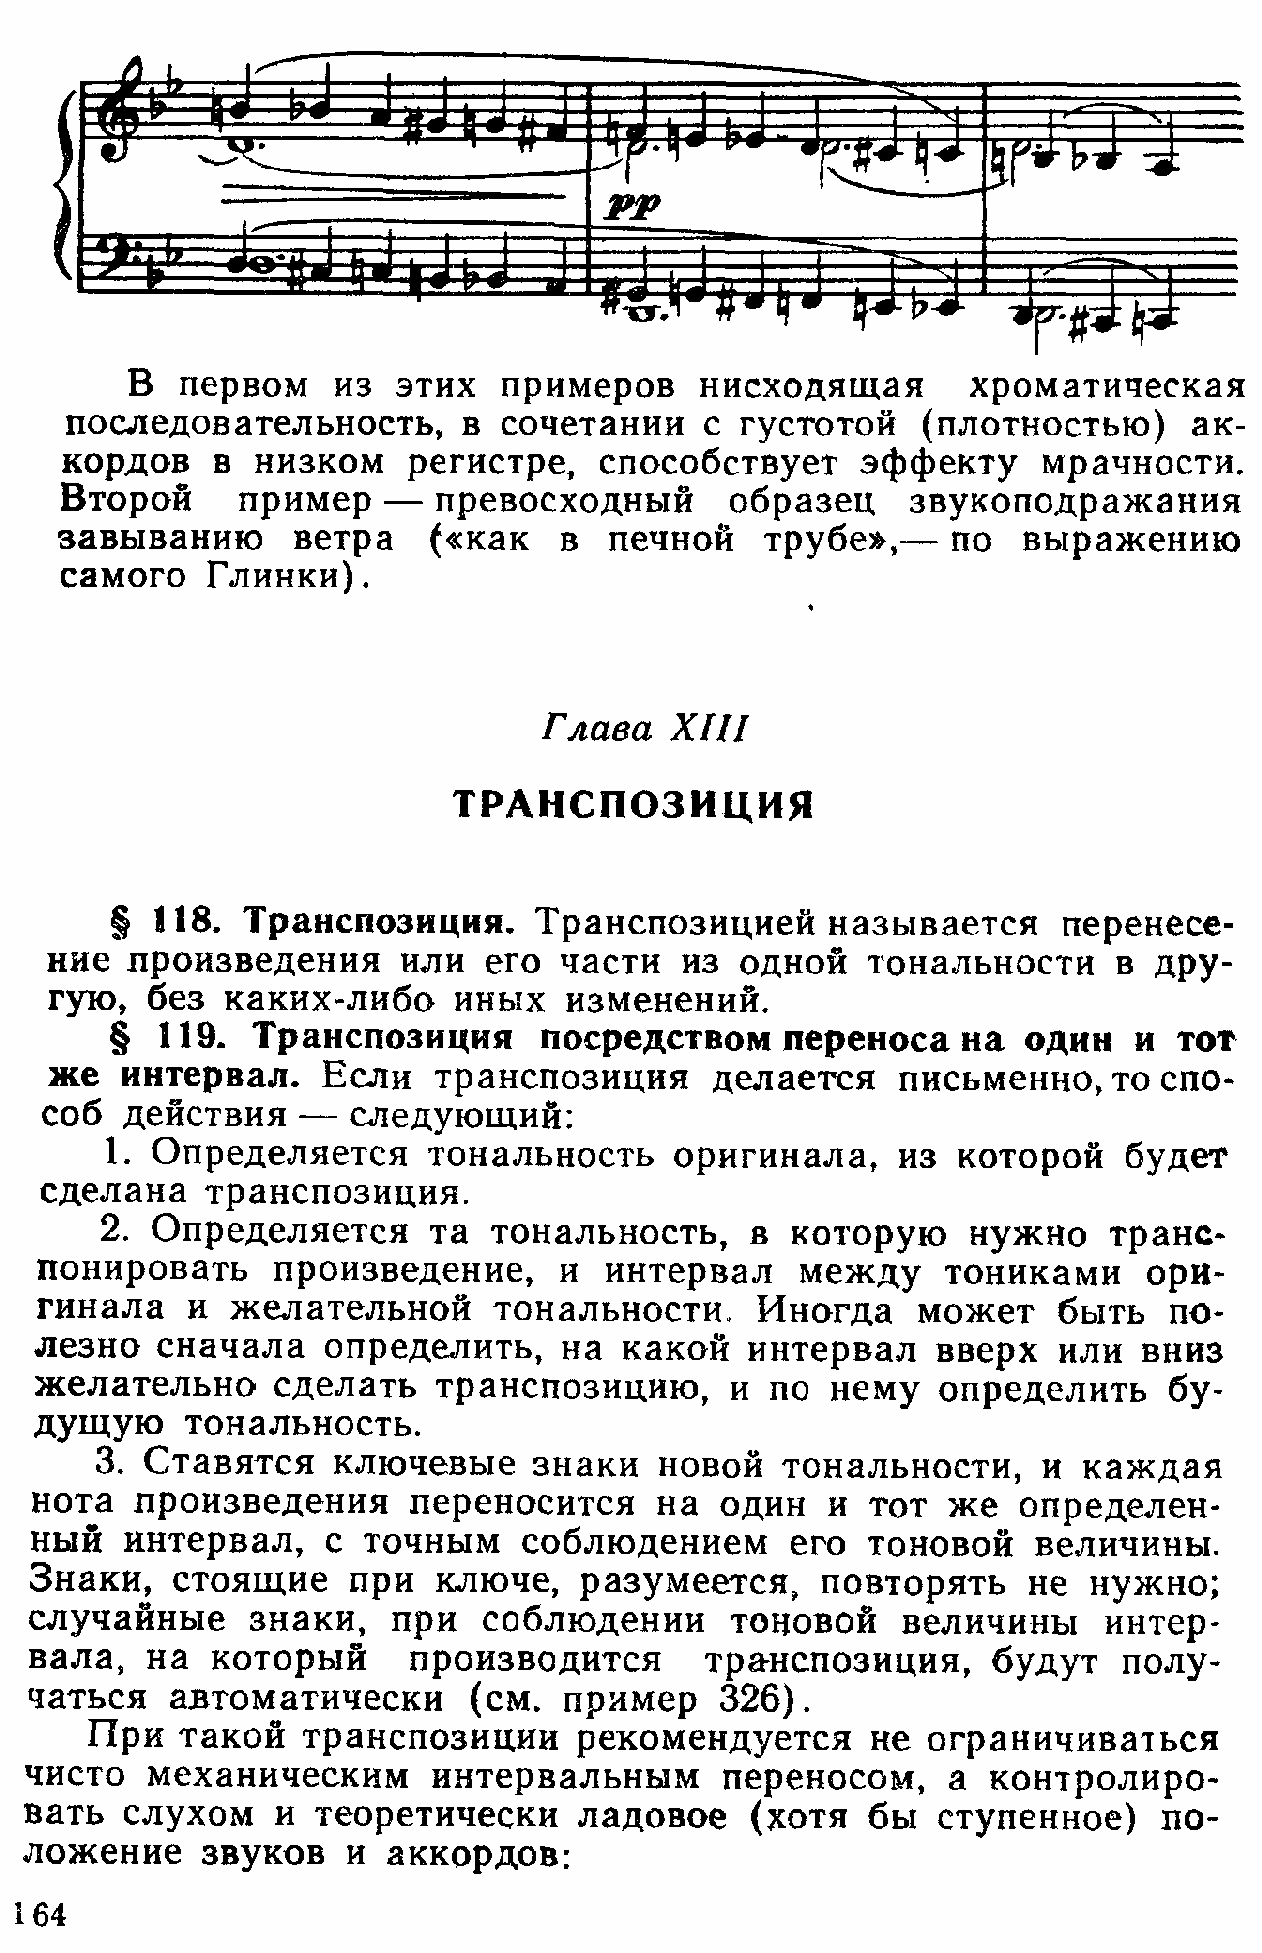 pp
В первом из этих примеров нисходящая хроматическая
последовательность, в сочетании с густотой (плотностью) ак-
кордов в низком регистре, способствует эффекту мрачности.
Второй пример — превосходный образец звукоподражания
завыванию ветра («как в печной трубе»,— по выражению
самого Глинки).
Глава XIII
ТРАНСПОЗИЦИЯ
§ 118. Транспозиция. Транспозицией называется перенесе-
ние произведения или его части из одной тональности в дру-
гую, без каких-либо иных изменений.
§ 119. Транспозиция посредством переноса на один и тот
же интервал. Если транспозиция делается письменно, то спо-
соб действия — следующий:
1. Определяется тональность оригинала, из которой будет
сделана транспозиция.
2. Определяется та тональность, в которую нужно транс-
понировать произведение, и интервал между тониками ори-
гинала и желательной тональности. Иногда может быть по-
лезно сначала определить, на какой интервал вверх или вниз
желательно сделать транспозицию, и по нему определить бу-
дущую тональность.
3. Ставятся ключевые знаки новой тональности, и каждая
нота произведения переносится на один и тот же определен-
ный интервал, с точным соблюдением его тоновой величины.
Знаки, стоящие при ключе, разумеется, повторять не нужно;
случайные знаки, при соблюдении тоновой величины интер-
вала, на который производится транспозиция, будут полу-
чаться автоматически (см. пример 326).
При такой транспозиции рекомендуется не ограничиваться
чисто механическим интервальным переносом, а контролиро-
вать слухом и теоретически ладовое (хотя бы ступенное) по-
ложение звуков и аккордов:
164